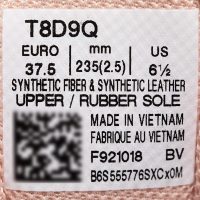 T8D9Q
EURO mm US
37.5 235(2.5) 6½
SYNTHETIC FIBER & SYNTHETIC LEATHER
UPPER / RUBBER SOLE
MADE IN VIETNAM
FABRIQUE AU VIETNAM
F921018 BV
B6S555776SXCx0M